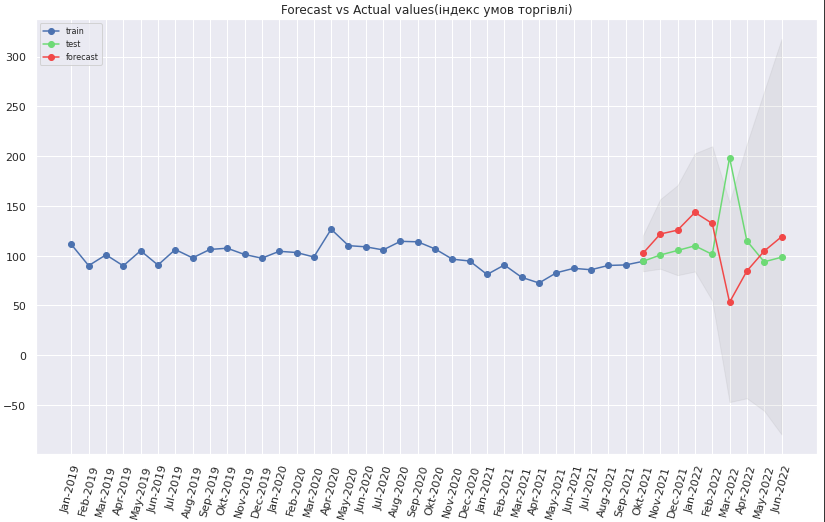 Forecast vs Actual values(індекс умов торгівлі)
train
test
forecast
300
250
200
150
100
50
0
−50
Jan-2019
Feb-2019
Mar-2019
Apr-2019
May-2019
Jun-2019
Jul-2019
Aug-2019
Sep-2019
Okt-2019
Nov-2019
Dec-2019
Jan-2020
Feb-2020
Mar-2020
Apr-2020
May-2020
Jun-2020
Jul-2020
Aug-2020
Sep-2020
Okt-2020
Nov-2020
Dec-2020
Jan-2021
Feb-2021
Mar-2021
Apr-2021
May-2021
Jun-2021
Jul-2021
Aug-2021
Sep-2021
Okt-2021
Nov-2021
Dec-2021
Jan-2022
Feb-2022
Mar-2022
Apr-2022
May-2022
Jun-2022